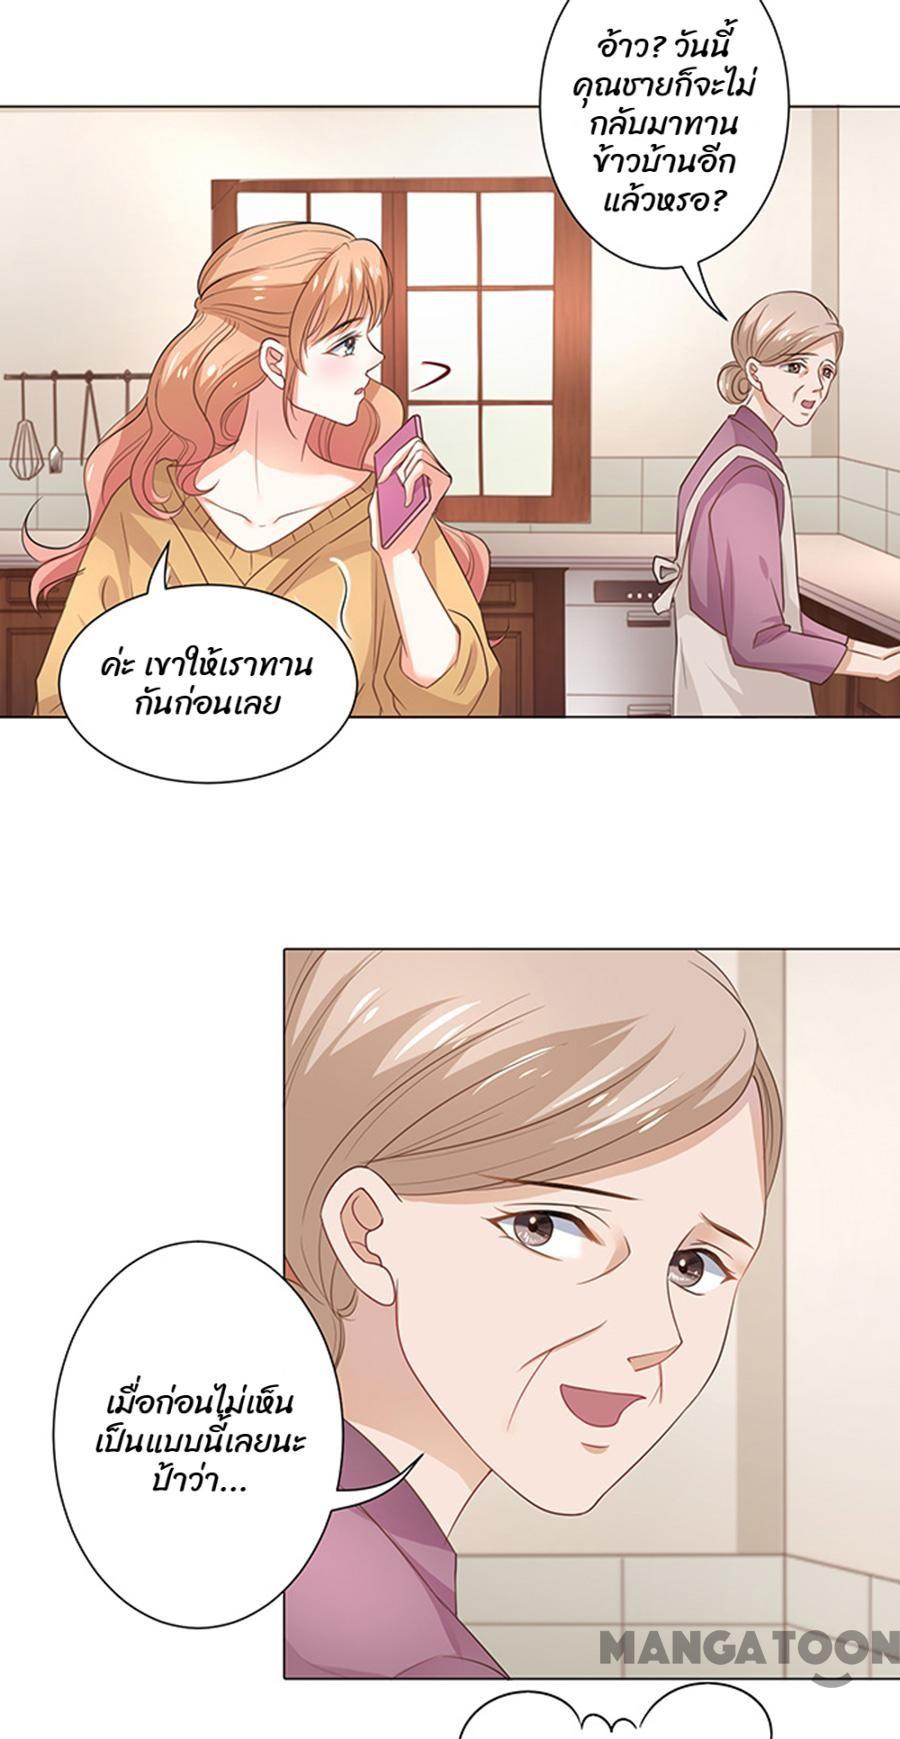 อ้าว? วันนี้
คุณชายก็จะไม่
กลับมาทาน
ข้าวบ้านอีก
แล้วหรอ?
ค่ะ เขาให้เราทาน
กันก่อนเลย
เมื่อก่อนไม่เห็น
เป็นแบบนี้เลยนะ
ป้าว่า...
MANGATOON